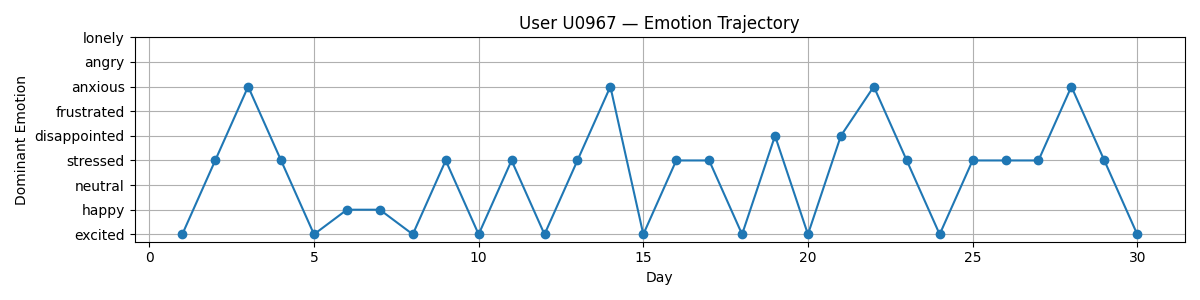 User U0967 — Emotion Trajectory
Dominant Emotion
lonely
angry
anxious
frustrated
disappointed
stressed
neutral
happy
excited
0 5 10 15 20 25 30
Day